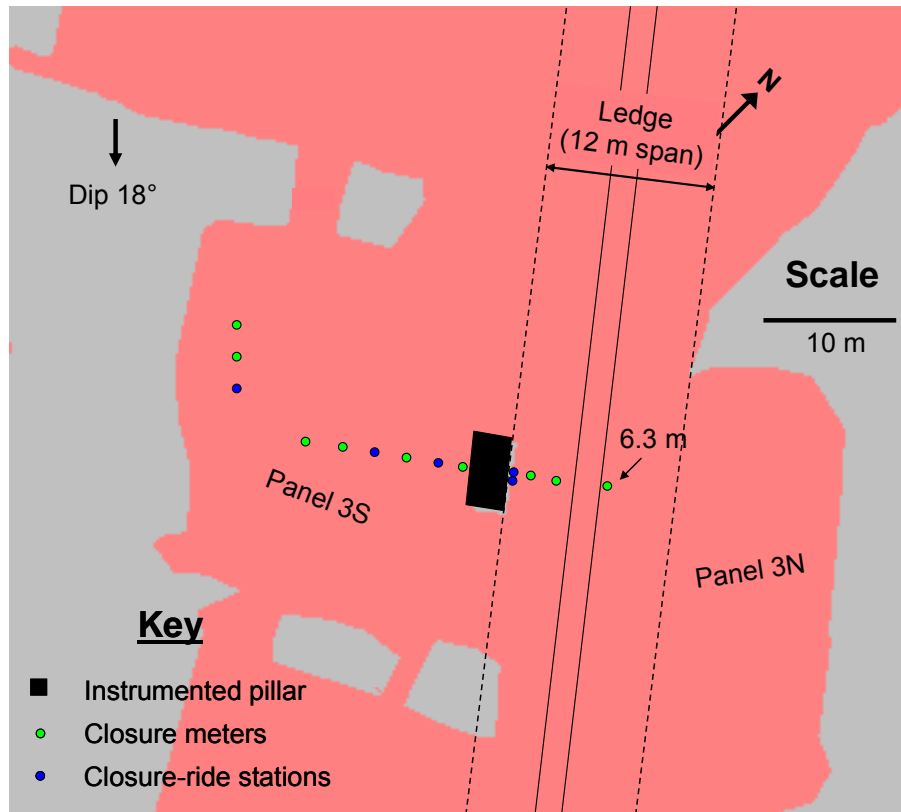 N
Ledge
(12 m span)
Dip 18°
Scale
10 m
6.3 m
Panel 3S
Panel 3N
Key
Instrumented pillar
Closure meters
Closure-ride stations